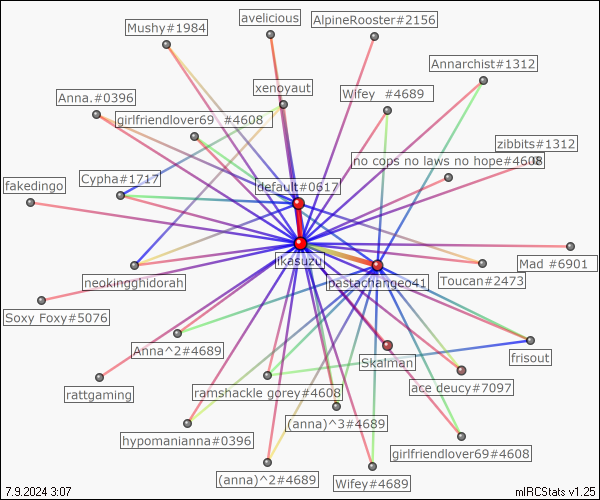 avelicious
AlpineRooster#2156
Mushy#1984
Annarchist#1312
xenoyaut
Anna.#0396
Wifey  #4689
girlfriendlover69  #4608
zibbits#1312
no cops no laws no hope#4608
Cypha#1717
fakedingo
default#0617
lkasuzu
Mad  #6901
neokingghidorah
pastachangeo41
Toucan#2473
Soxy Foxy#5076
Anna^2#4689
Skalman
frisout
rattgaming
ramshackle gorey#4608
ace deucy#7097
(anna)^3#4689
hypomanianna#0396
girlfriendlover69#4608
(anna)^2#4689
Wifey#4689
7.9.2024 3:07
mIRCStats v1.25